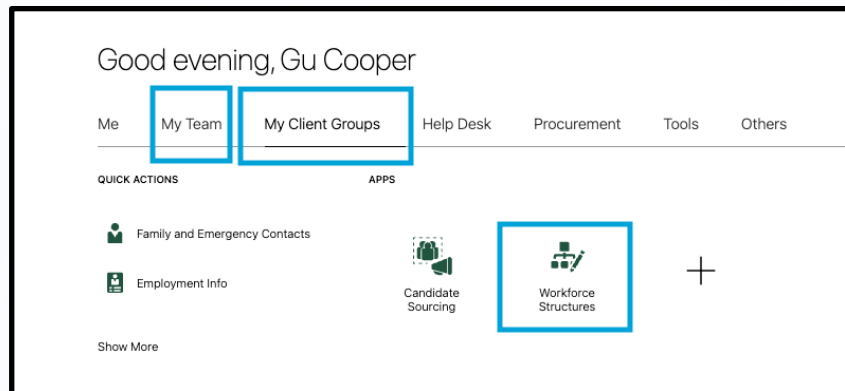 Good evening, Gu Cooper
Me My Team My Client Groups Help Desk Procurement Tools Others
QUICK ACTIONS APPS
Family and Emergency Contacts
Employment Info
Candidate
Sourcing
Workforce
Structures
Show More